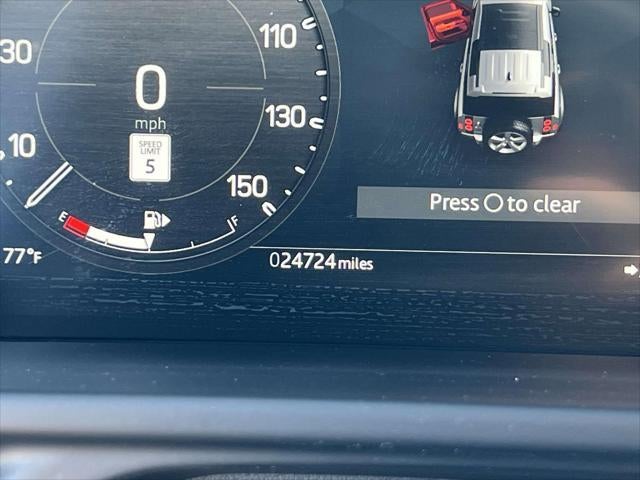 110
30
0
130
mph
SPEED
LIMIT
5
10
150
Press to clear
E
F
77°F
024724 miles